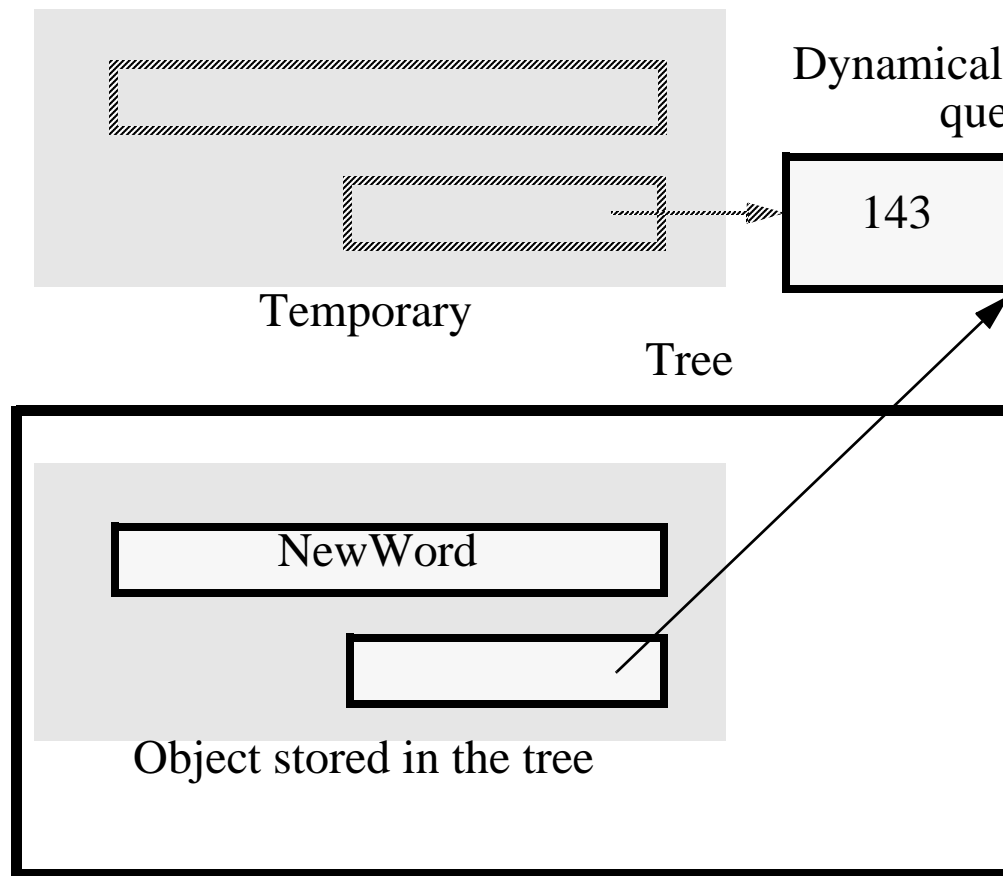 Dynamical
que
143
Temporary
Tree
NewWord
Object stored in the tree